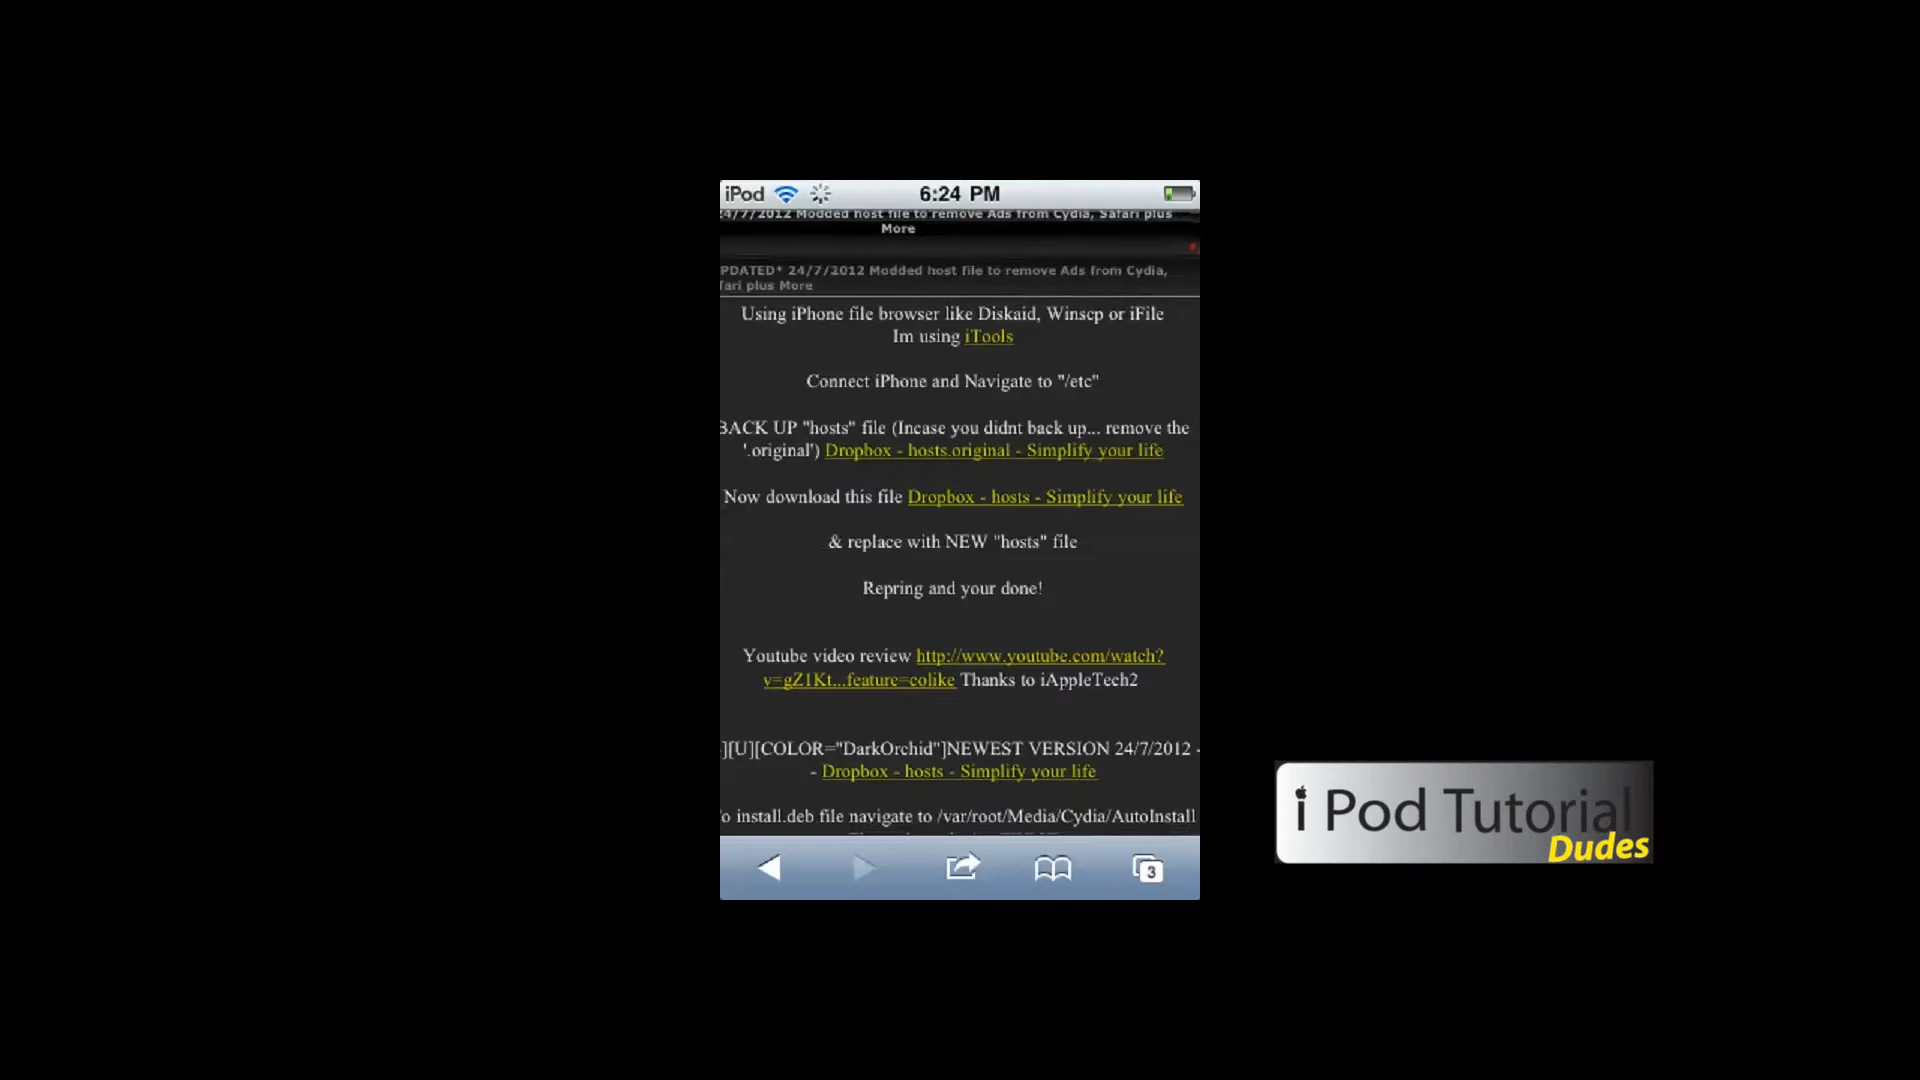 iPod 6:24 PM
24/7/2012 Modded host file to remove Ads from Cydia, Safari plus
More
PDATED* 24/7/2012 Modded host file to remove Ads from Cydia,
fari plus More
Using iPhone file browser like Diskaid, Winscp or iFile
Im using iTools
Connect iPhone and Navigate to "/etc"
BACK UP "hosts" file (Incase you didnt back up... remove the
'.original') Dropbox - hosts.original - Simplify your life
Now download this file Dropbox - hosts - Simplify your life
& replace with NEW "hosts" file
Repring and your done!
Youtube video review http://www.youtube.com/watch?
v=gZ1Kt...feature=colike Thanks to iAppleTech2
][U][COLOR="DarkOrchid"]NEWEST VERSION 24/7/2012 -
- Dropbox - hosts - Simplify your life
o install.deb file navigate to /var/root/Media/Cydia/AutoInstall
3
i Pod Tutorial
Dudes